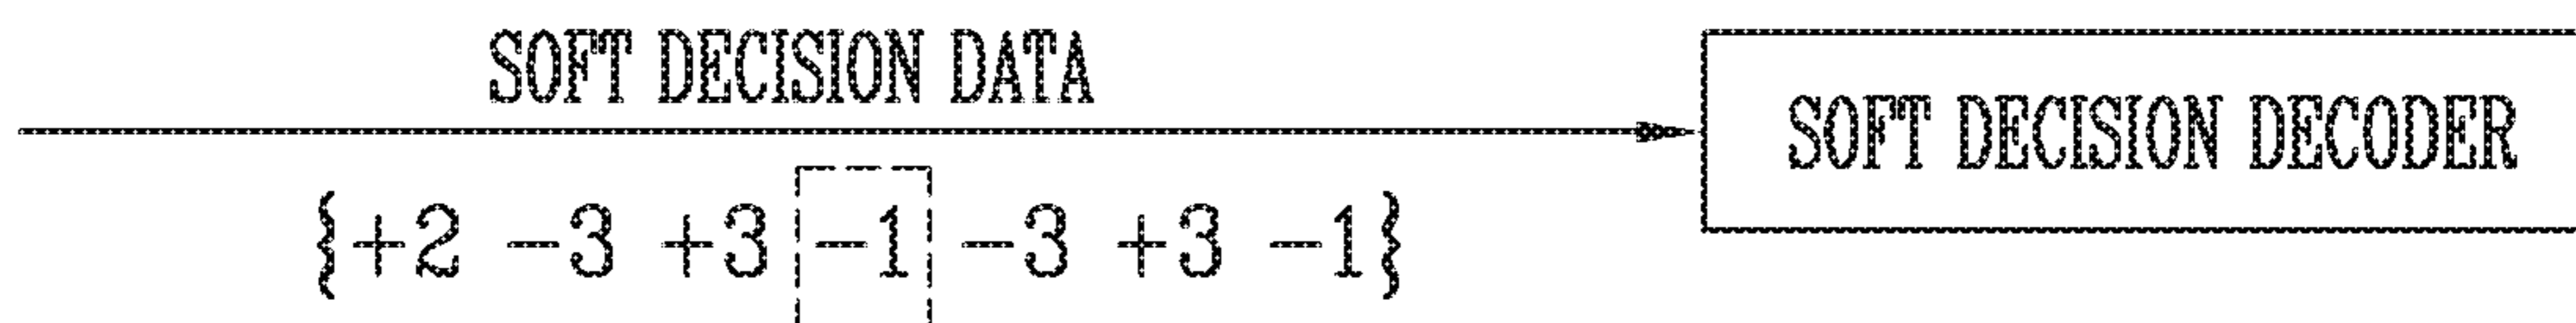 SOFT DECISION DATA
SOFT DECISION DECODER
{+2 −3 +3 −1 −3 +3 −1}